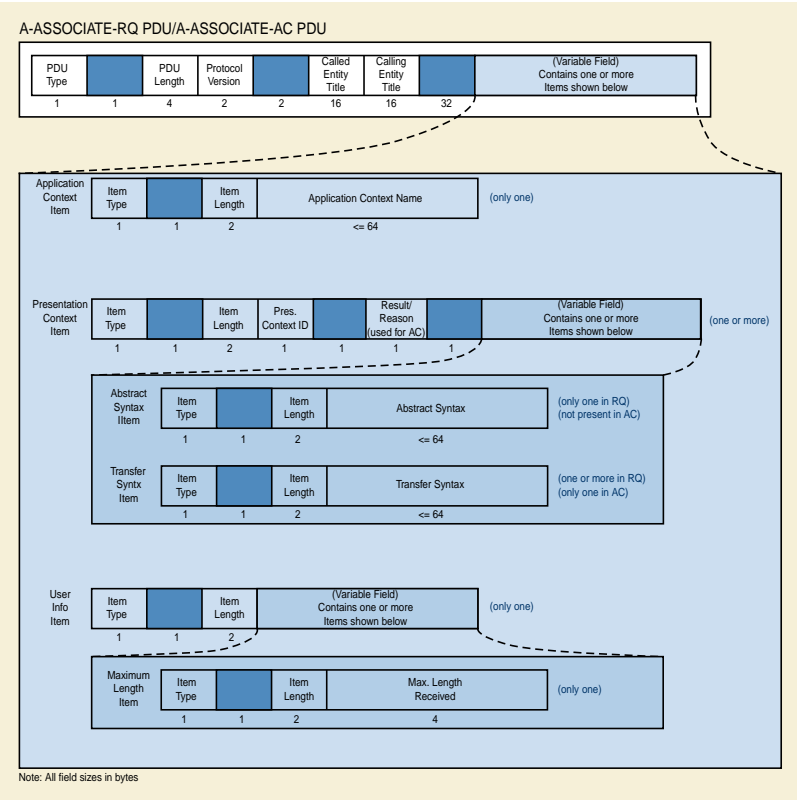 A-ASSOCIATE-RQ PDU/A-ASSOCIATE-AC PDU
PDU
Type
PDU
Length
Protocol
Version
Called
Entity
Title
Calling
Entity
Title
(Variable Field)
Contains one or more
Items shown below
1 1 4 2 2 16 16 32
Application
Context
Item
Item
Type
Item
Length
Application Context Name
(only one)
1 1 2 <= 64
Presentation
Context
Item
Item
Type
Item
Length
Pres.
Context ID
Result/
Reason
(used for AC)
(Variable Field)
Contains one or more
Items shown below
(one or more)
1 1 2 1 1 1 1
Abstract
Syntax
IItem
Item
Type
Item
Length
Abstract Syntax
(only one in RQ)
(not present in AC)
1 1 2 <= 64
Transfer
Syntx
Item
Item
Type
Item
Length
Transfer Syntax
(one or more in RQ)
(only one in AC)
1 1 2 <= 64
User
Info
Item
Item
Type
Item
Length
(Variable Field)
Contains one or more
Items shown below
(only one)
1 1 2
Maximum
Length
Item
Item
Type
Item
Length
Max. Length
Received
(only one)
1 1 2 4
Note: All field sizes in bytes